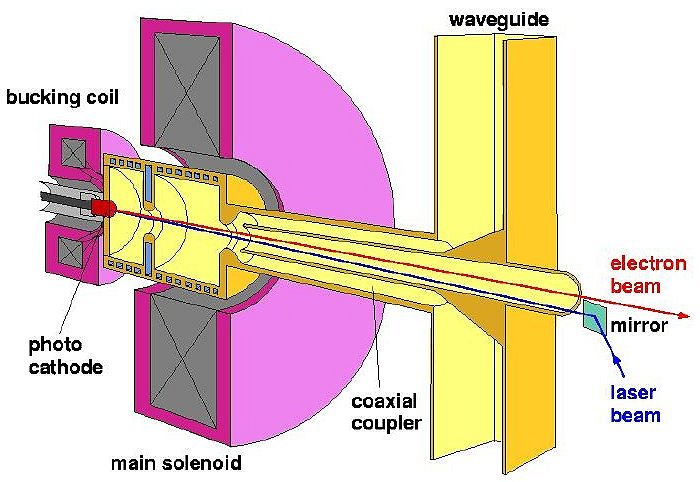 waveguide
bucking coil
electron
beam
mirror
photo
cathode
laser
beam
coaxial
coupler
main solenoid